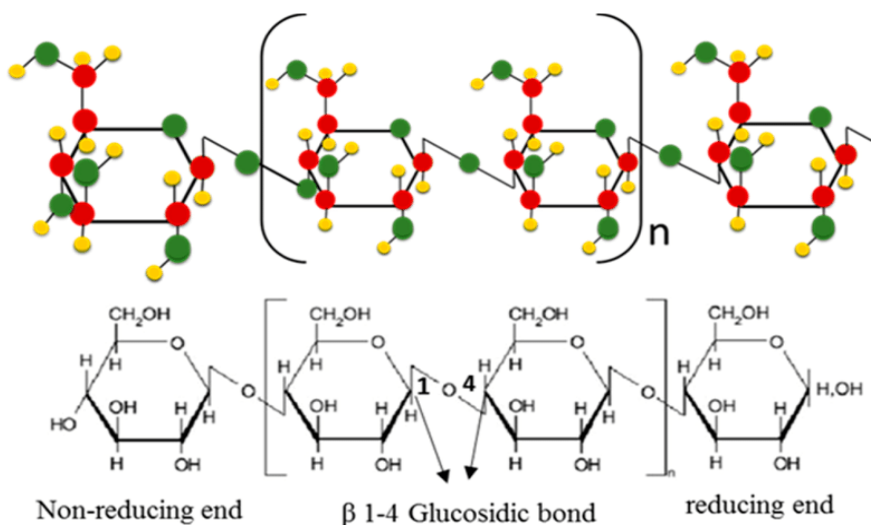 n
CH₂OH CH₂OH CH₂OH CH₂OH
H O H O H O H O
H H H H
H 1 O 4 H H,OH
O O
HO OH H OH H OH H OH H
H H H H
H OH H OH H OH H OH
n
Non-reducing end β 1-4 Glucosidic bond reducing end